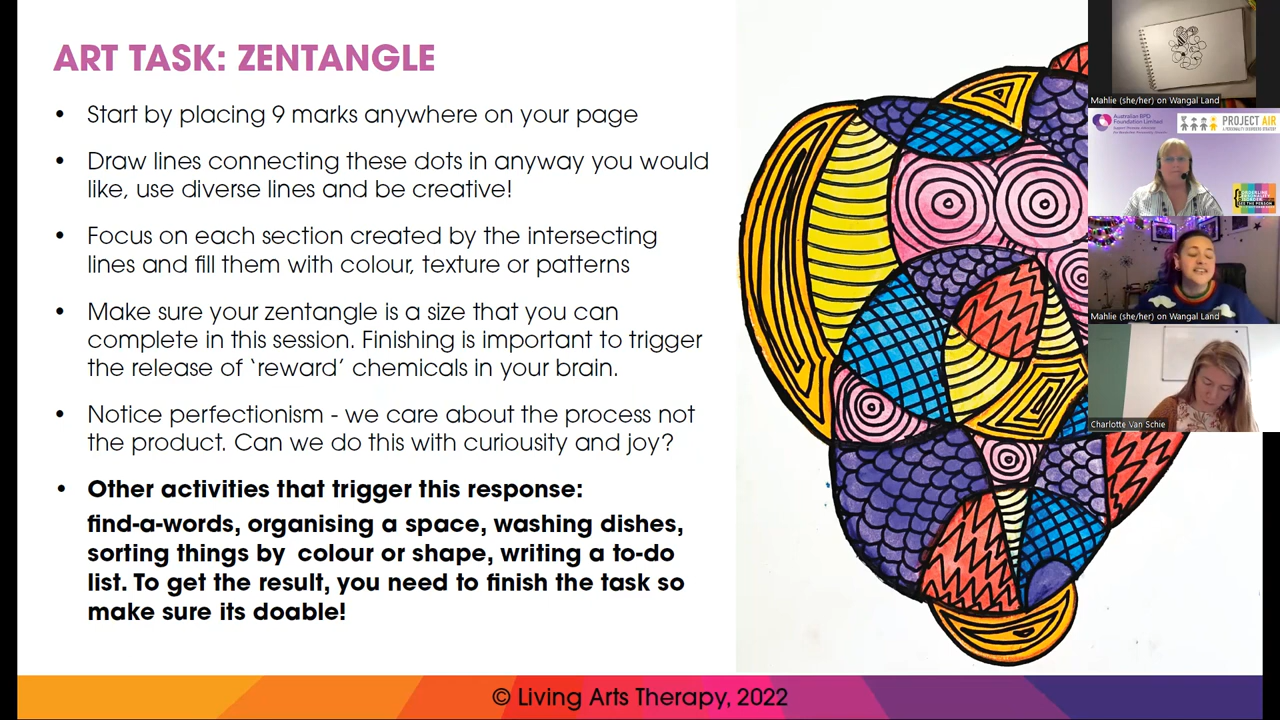 ART TASK: ZENTANGLE
• Start by placing 9 marks anywhere on your page
• Draw lines connecting these dots in anyway you would
like, use diverse lines and be creative!
• Focus on each section created by the intersecting
lines and fill them with colour, texture or patterns
• Make sure your zentangle is a size that you can
complete in this session. Finishing is important to trigger
the release of ‘reward’ chemicals in your brain.
• Notice perfectionism - we care about the process not
the product. Can we do this with curiousity and joy?
• Other activities that trigger this response:
find-a-words, organising a space, washing dishes,
sorting things by colour or shape, writing a to-do
list. To get the result, you need to finish the task so
make sure its doable!
© Living Arts Therapy, 2022
Mahlie (she/her) on Wangal Land
Australian BPD
Foundation Limited
PROJECT AIR
A PERSONALITY DISORDERS STRATEGY
Mahlie (she/her) on Wangal Land
Charlotte Van Schie